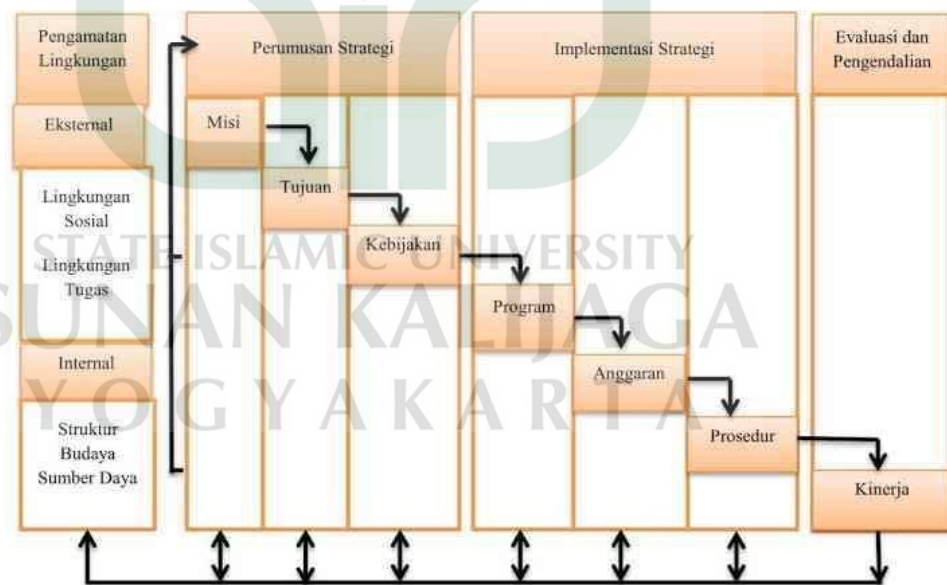 Pengamatan
Lingkungan
Eksternal
Lingkungan
Sosial
Lingkungan
Tugas
Internal
Struktur
Budaya
Sumber Daya
Perumusan Strategi
Misi
Tujuan
Kebijakan
Implementasi Strategi
Program
Anggaran
Prosedur
Evaluasi dan
Pengendalian
Kinerja
STATE ISLAMIC UNIVERSITY
SUNAN KALIJAGA
YOGYAKARTA